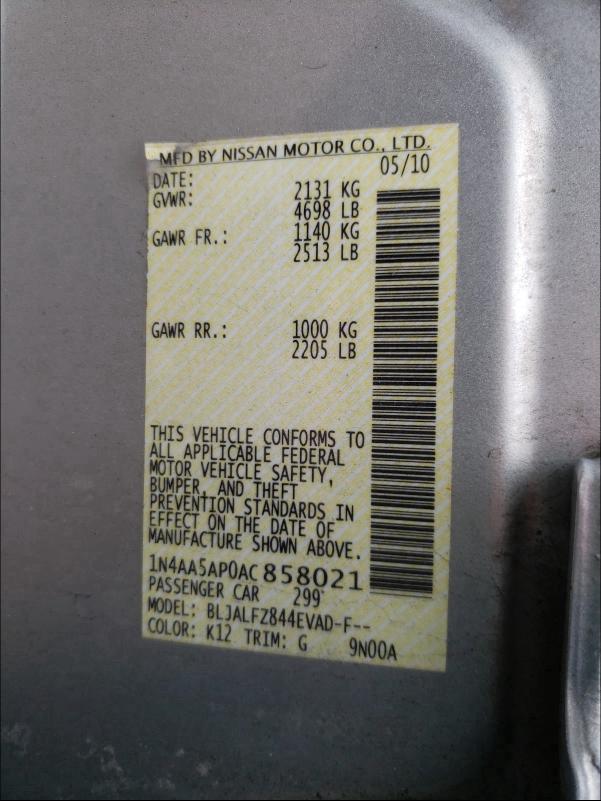 MFD BY NISSAN MOTOR CO., LTD.
DATE: 05/10
GVWR: 2131 KG
4698 LB
GAWR FR.: 1140 KG
2513 LB
GAWR RR.: 1000 KG
2205 LB
THIS VEHICLE CONFORMS TO
ALL APPLICABLE FEDERAL
MOTOR VEHICLE SAFETY,
BUMPER, AND THEFT
PREVENTION STANDARDS IN
EFFECT ON THE DATE OF
MANUFACTURE SHOWN ABOVE.
1N4AA5AP0AC858021
PASSENGER CAR 299
MODEL: BLJALFZ844EVAD-F--
COLOR: K12 TRIM: G 9N00A